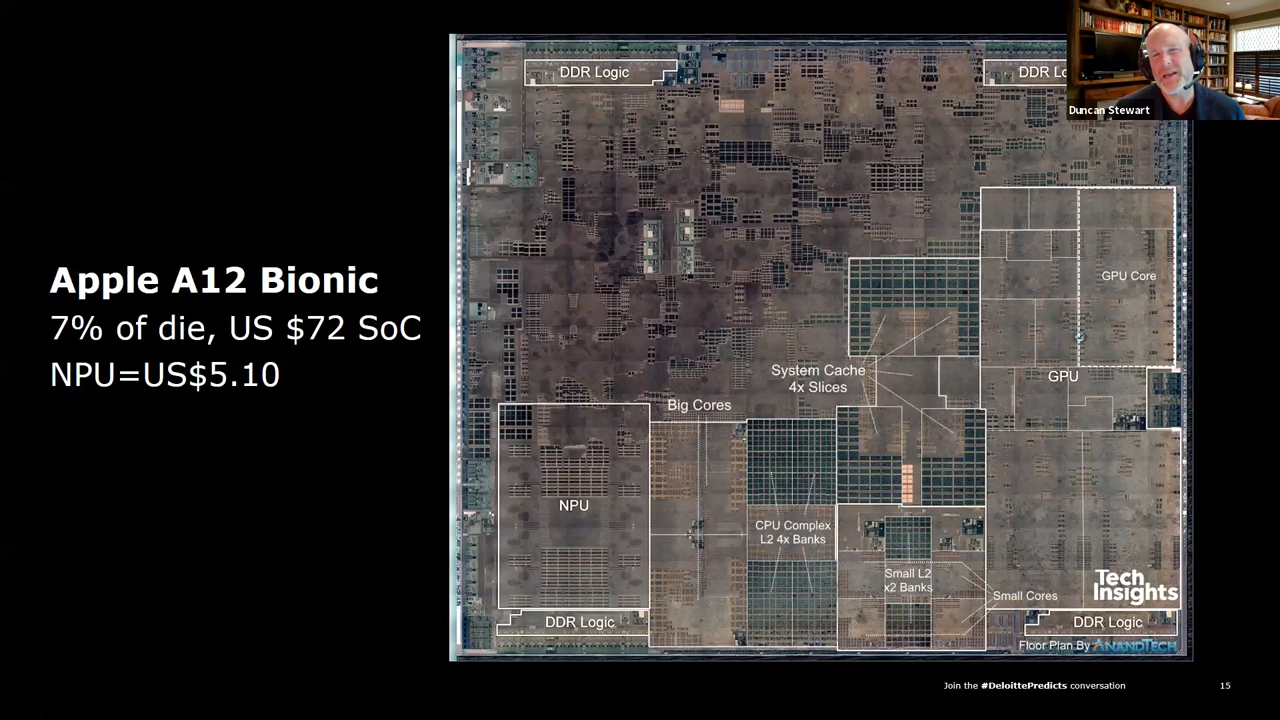 DDR Logic
DDR Lo
Duncan Stewart
Apple A12 Bionic
7% of die, US $72 SoC
NPU=US$5.10
GPU Core
System Cache
4x Slices
GPU
Big Cores
NPU
CPU Complex
L2 4x Banks
Small L2
x2 Banks
Small Cores
Tech
Insights
DDR Logic
DDR Logic
Floor Plan By ANANDTECH
Join the #DeloittePredicts conversation
15